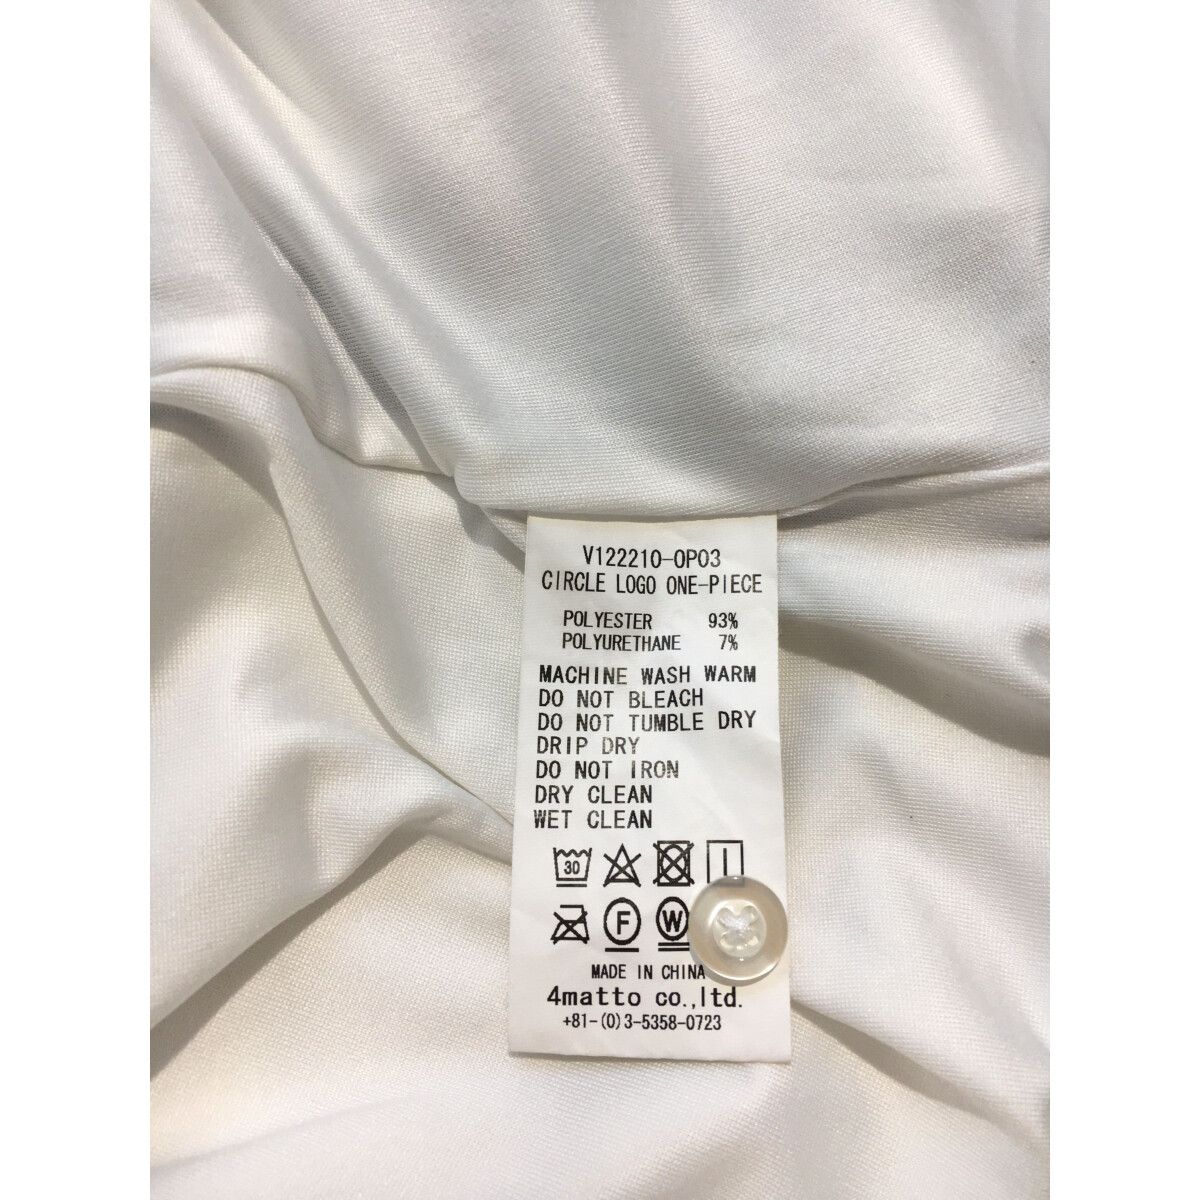 V122210-OP03
CIRCLE LOGO ONE-PIECE
POLYESTER 93%
POLYURETHANE 7%
MACHINE WASH WARM
DO NOT BLEACH
DO NOT TUMBLE DRY
DRIP DRY
DO NOT IRON
DRY CLEAN
WET CLEAN
30
F W
MADE IN CHINA
4matto co.,ltd.
+81-(0)3-5358-0723